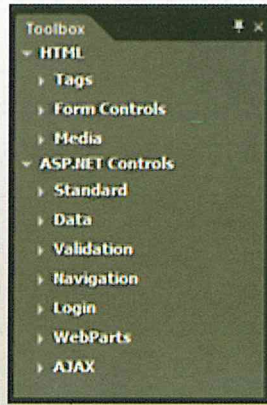 Toolbox
HTML
Tags
Form Controls
Media
ASP.NET Controls
Standard
Data
Validation
Navigation
Login
WebParts
AJAX